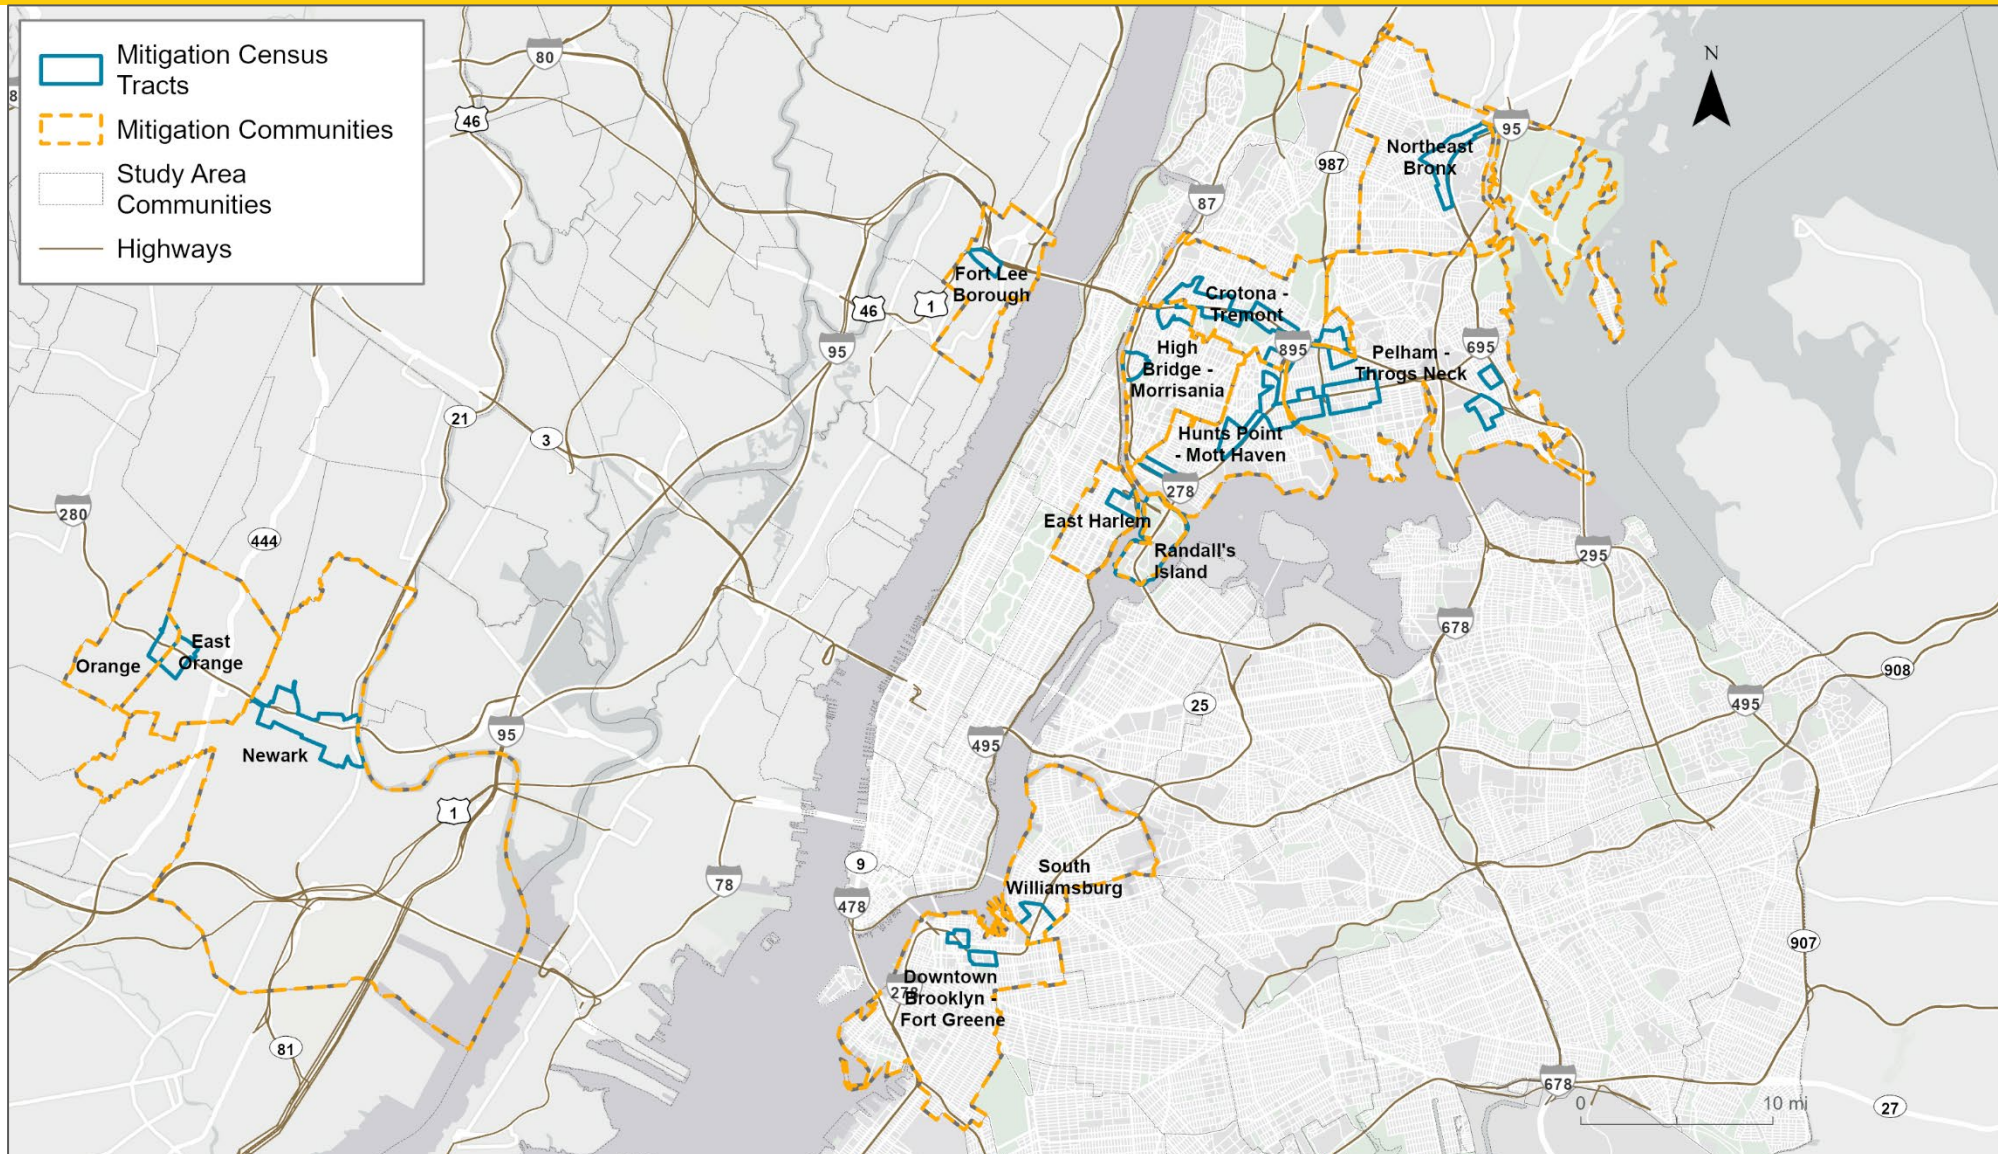 Mitigation Census
Tracts
Mitigation Communities
Study Area
Communities
Highways
N
80
8
46
95
987
Northeast
Bronx
87
Fort Lee
Borough
46
1
Crotona -
Tremont
95
High
Bridge -
Morrisania
895
Pelham -
Throgs Neck
695
21
3
Hunts Point
- Mott Haven
278
280
444
East Harlem
Randall's
Island
295
678
East
Orange
Orange
908
25
495
495
95
Newark
1
9
78
South
Williamsburg
478
907
Downtown
Brooklyn -
Fort Greene
278
81
678
0
10 mi
27